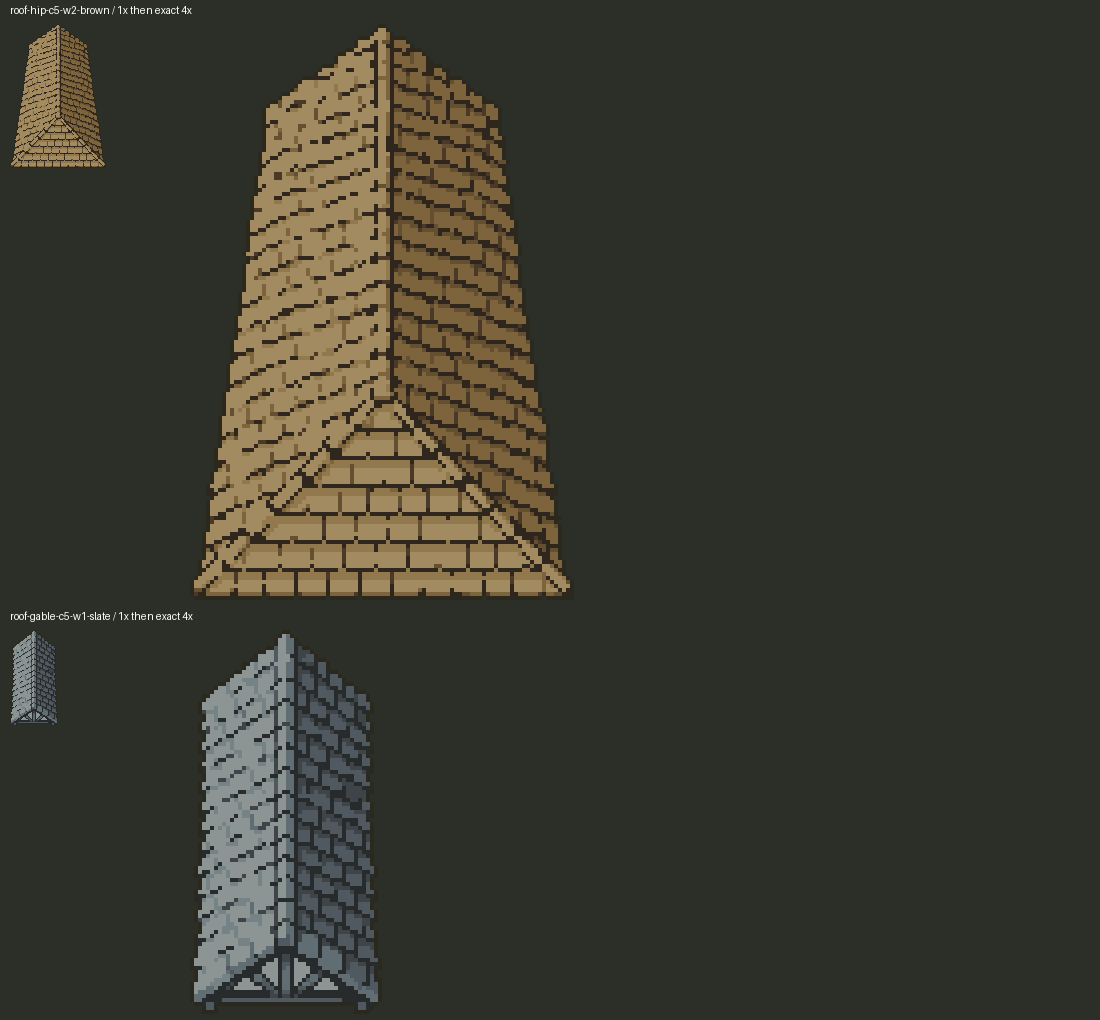 roof-hip-c5-w2-brown / 1x then exact 4x
roof-gable-c5-w1-slate / 1x then exact 4x